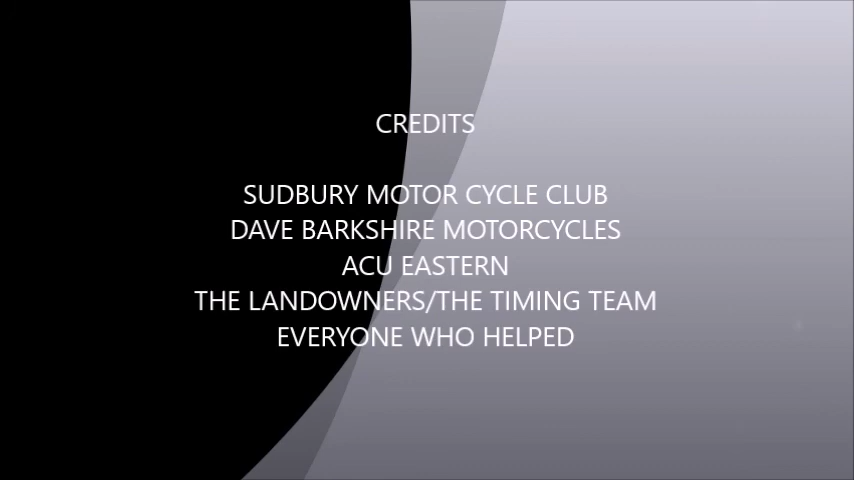 CREDITS
SUDBURY MOTOR CYCLE CLUB
DAVE BARKSHIRE MOTORCYCLES
ACU EASTERN
THE LANDOWNERS/THE TIMING TEAM
EVERYONE WHO HELPED